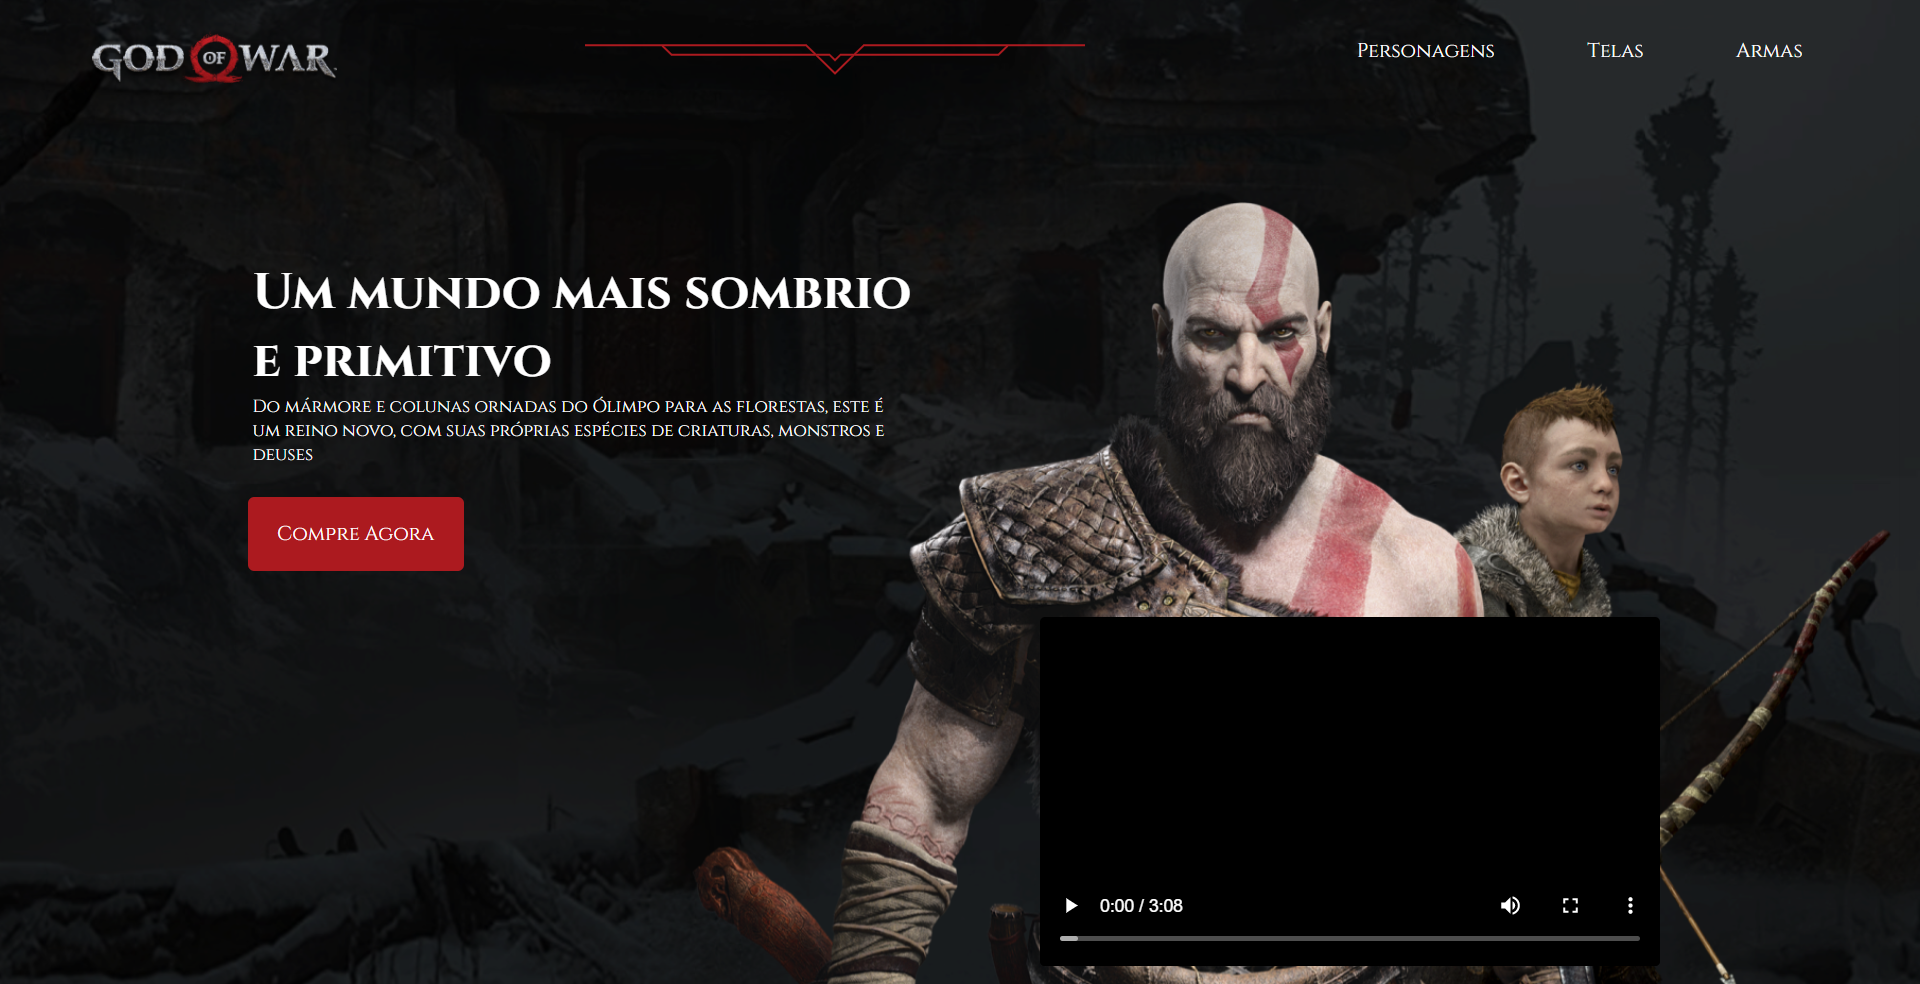 GOD OF WAR
Personagens
Telas
Armas
Um mundo mais sombrio
e primitivo
Do mármore e colunas ornadas do Ólimpo para as florestas, este é
um reino novo, com suas próprias espécies de criaturas, monstros e
deuses
Compre Agora
0:00 / 3:08